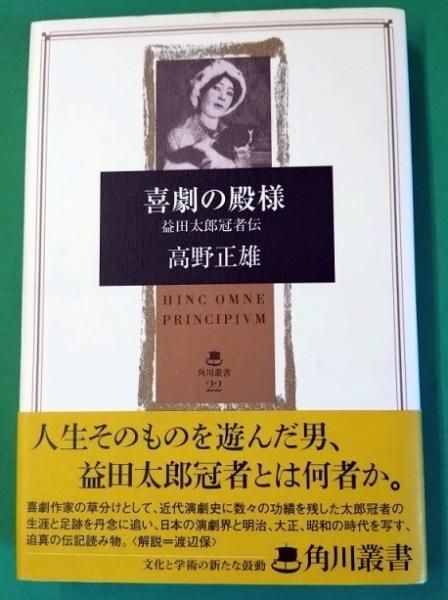 喜劇の殿様
益田太郎冠者伝
高野正雄
HINC OMNE
PRINCIPIVM
角川叢書
22
人生そのものを遊んだ男、
益田太郎冠者とは何者か。
喜劇作家の草分けとして、近代演劇史に数々の功績を残した太郎冠者の
生涯と足跡を丹念に追い、日本の演劇界と明治、大正、昭和の時代を写す、
迫真の伝記読み物。〈解説=渡辺保〉
文化と学術の新たな鼓動
角川叢書